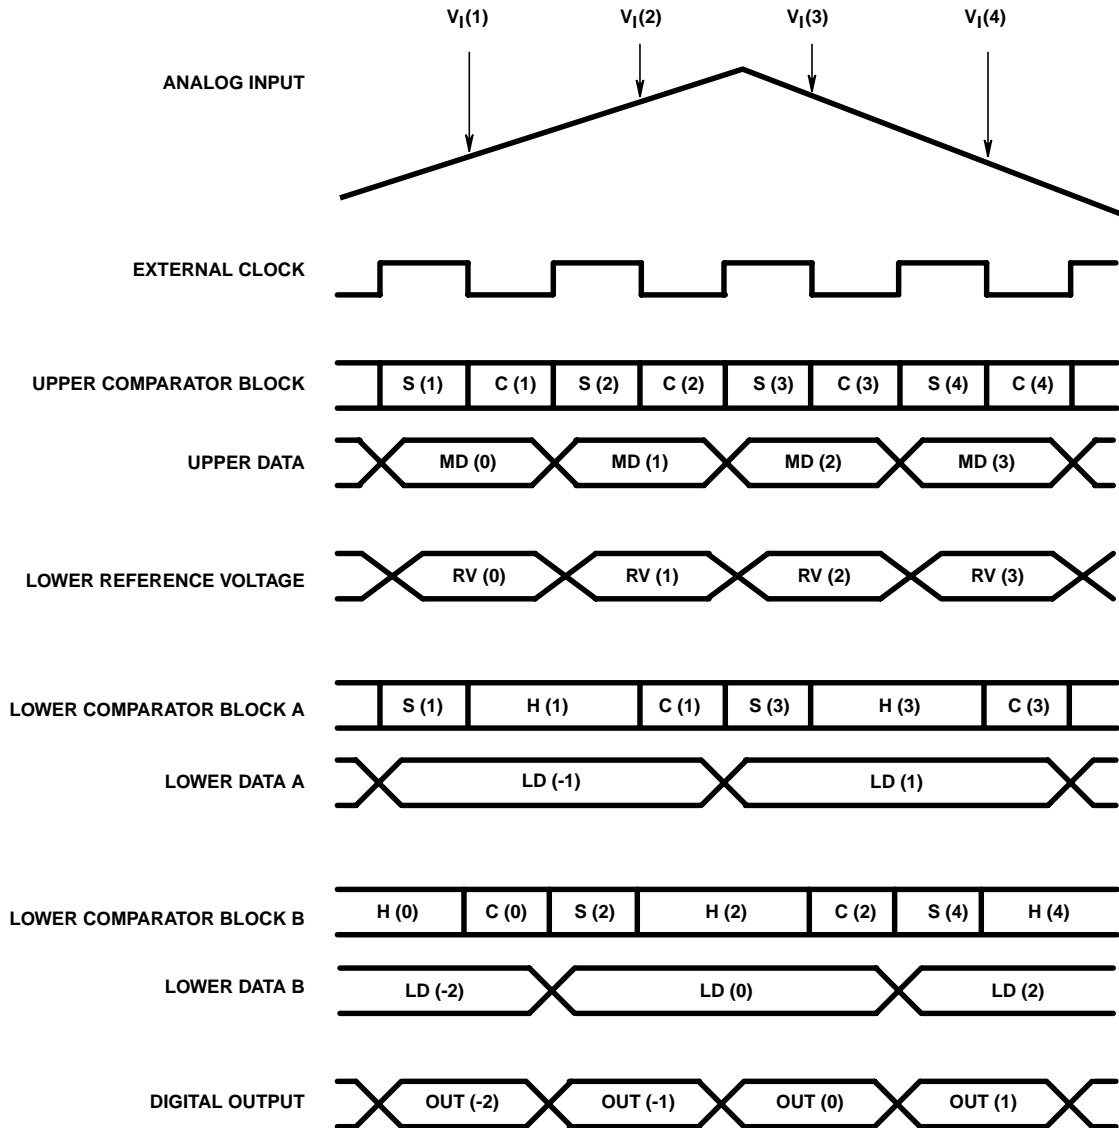 V_I(1) V_I(2) V_I(3) V_I(4)
ANALOG INPUT
EXTERNAL CLOCK
UPPER COMPARATOR BLOCK S (1) C (1) S (2) C (2) S (3) C (3) S (4) C (4)
UPPER DATA MD (0) MD (1) MD (2) MD (3)
LOWER REFERENCE VOLTAGE RV (0) RV (1) RV (2) RV (3)
LOWER COMPARATOR BLOCK A S (1) H (1) C (1) S (3) H (3) C (3)
LOWER DATA A LD (-1) LD (1)
LOWER COMPARATOR BLOCK B H (0) C (0) S (2) H (2) C (2) S (4) H (4)
LOWER DATA B LD (-2) LD (0) LD (2)
DIGITAL OUTPUT OUT (-2) OUT (-1) OUT (0) OUT (1)